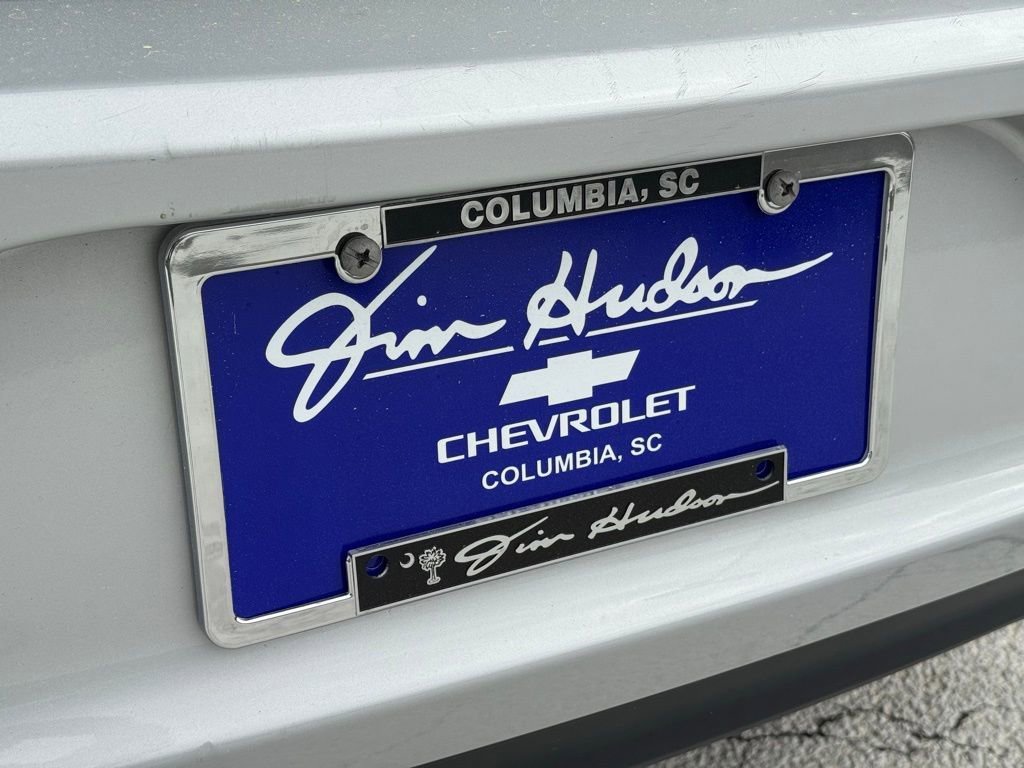 COLUMBIA, SC
Jim Hudson
CHEVROLET
COLUMBIA, SC
Jim Hudson